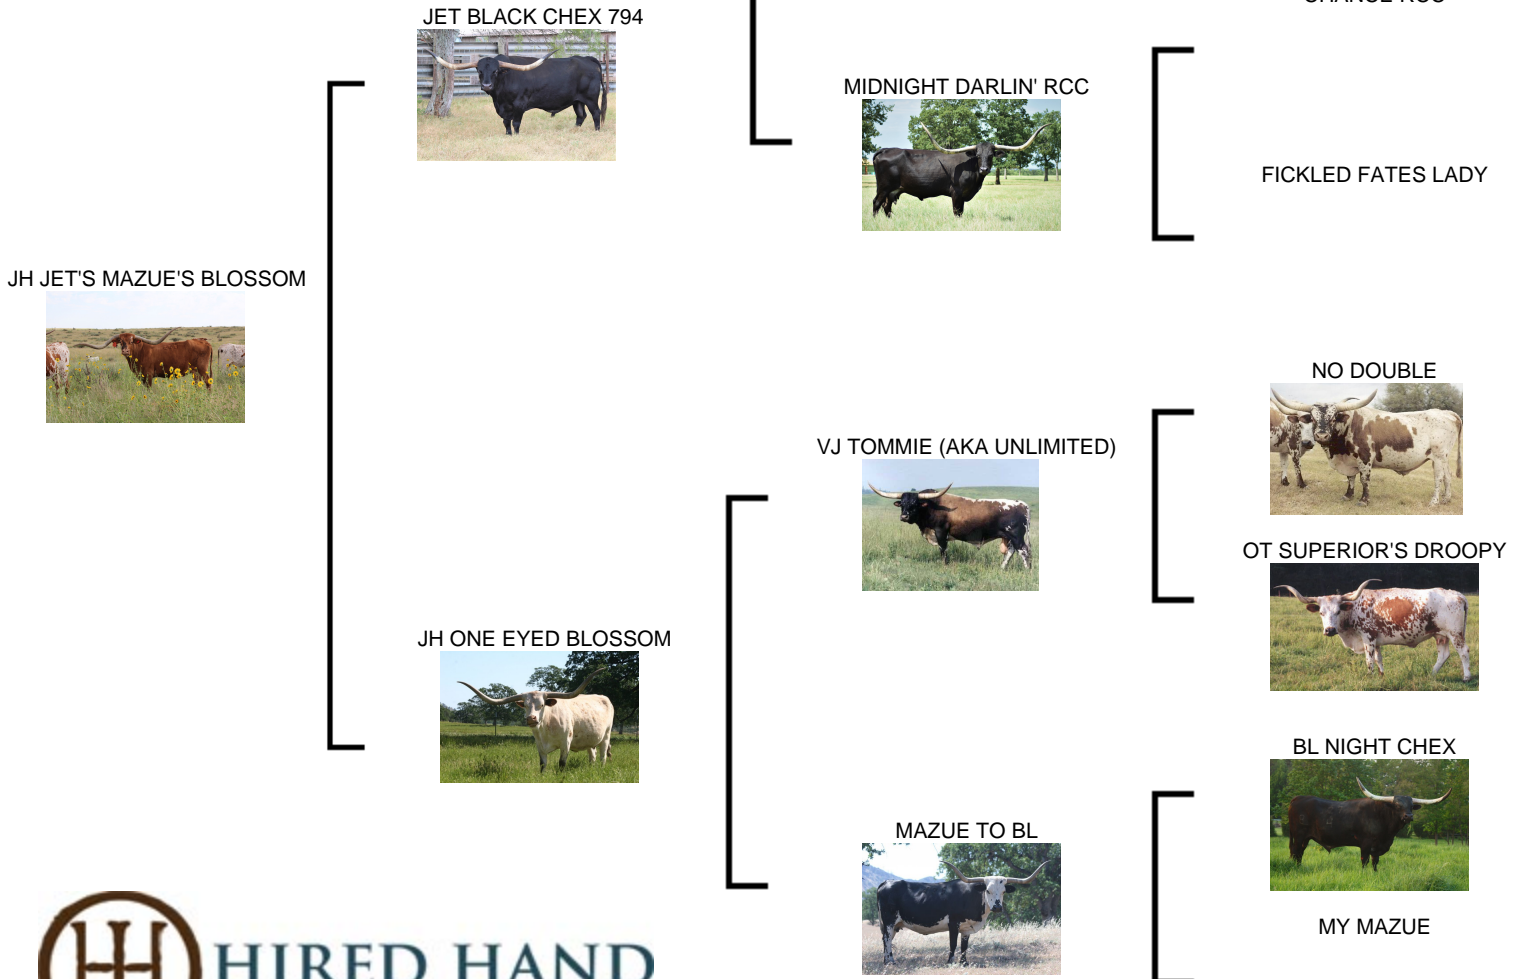 JET BLACK CHEX 794
MIDNIGHT DARLIN' RCC
FICKLED FATES LADY
JH JET'S MAZUE'S BLOSSOM
NO DOUBLE
VJ TOMMIE (AKA UNLIMITED)
OT SUPERIOR'S DROOPY
JH ONE EYED BLOSSOM
BL NIGHT CHEX
MAZUE TO BL
MY MAZUE
HIRED HAND